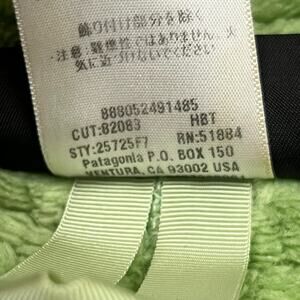 飾り付け部分を除く
・注意：難燃性ではありません。火
気に近づけないでください
888052491485
CUT:82083 HBT
STY:25725F7 RN:51884
Patagonia P.O. BOX 150
VENTURA, CA 93002 USA